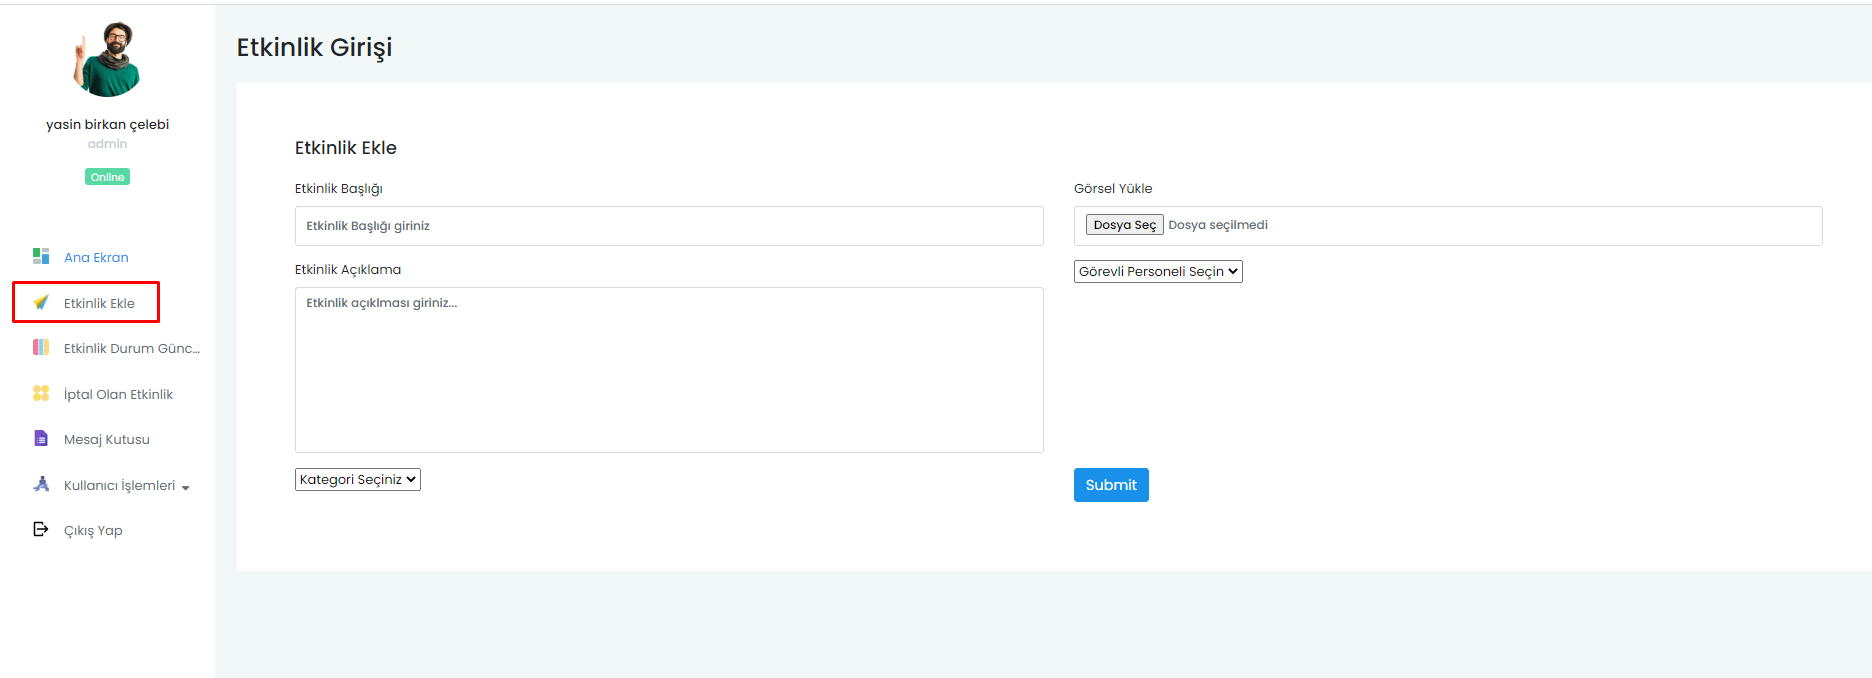 yasin birkan çelebi
admin
Online
Ana Ekran
Etkinlik Ekle
Etkinlik Durum Günc...
İptal Olan Etkinlik
Mesaj Kutusu
Kullanıcı İşlemleri
Çıkış Yap
Etkinlik Girişi
Etkinlik Ekle
Etkinlik Başlığı
Etkinlik Başlığı giriniz
Etkinlik Açıklama
Etkinlik açıklması giriniz...
Kategori Seçiniz
Görsel Yükle
Dosya Seç Dosya seçilmedi
Görevli Personeli Seçin
Submit